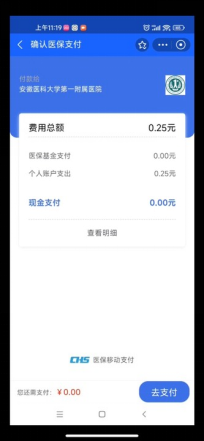 上午11:19
确认医保支付
付款给
安徽医科大学第一附属医院
费用总额 0.25元
医保基金支付 0.00元
个人账户支出 0.25元
现金支付 0.00元
查看明细
CHS 医保移动支付
您还需支付: ¥0.00 去支付